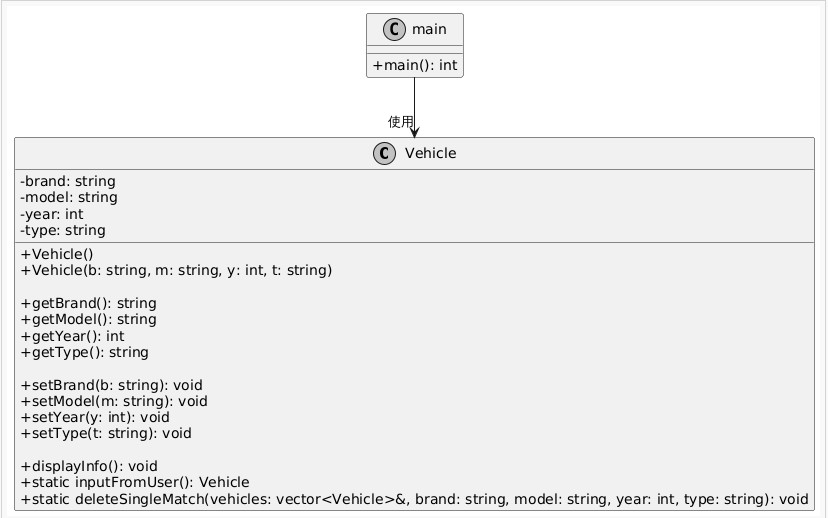 C main
+main(): int
使用
C Vehicle
-brand: string
-model: string
-year: int
-type: string
+Vehicle()
+Vehicle(b: string, m: string, y: int, t: string)
+getBrand(): string
+getModel(): string
+getYear(): int
+getType(): string
+setBrand(b: string): void
+setModel(m: string): void
+setYear(y: int): void
+setType(t: string): void
+displayInfo(): void
+static inputFromUser(): Vehicle
+static deleteSingleMatch(vehicles: vector<Vehicle>&, brand: string, model: string, year: int, type: string): void